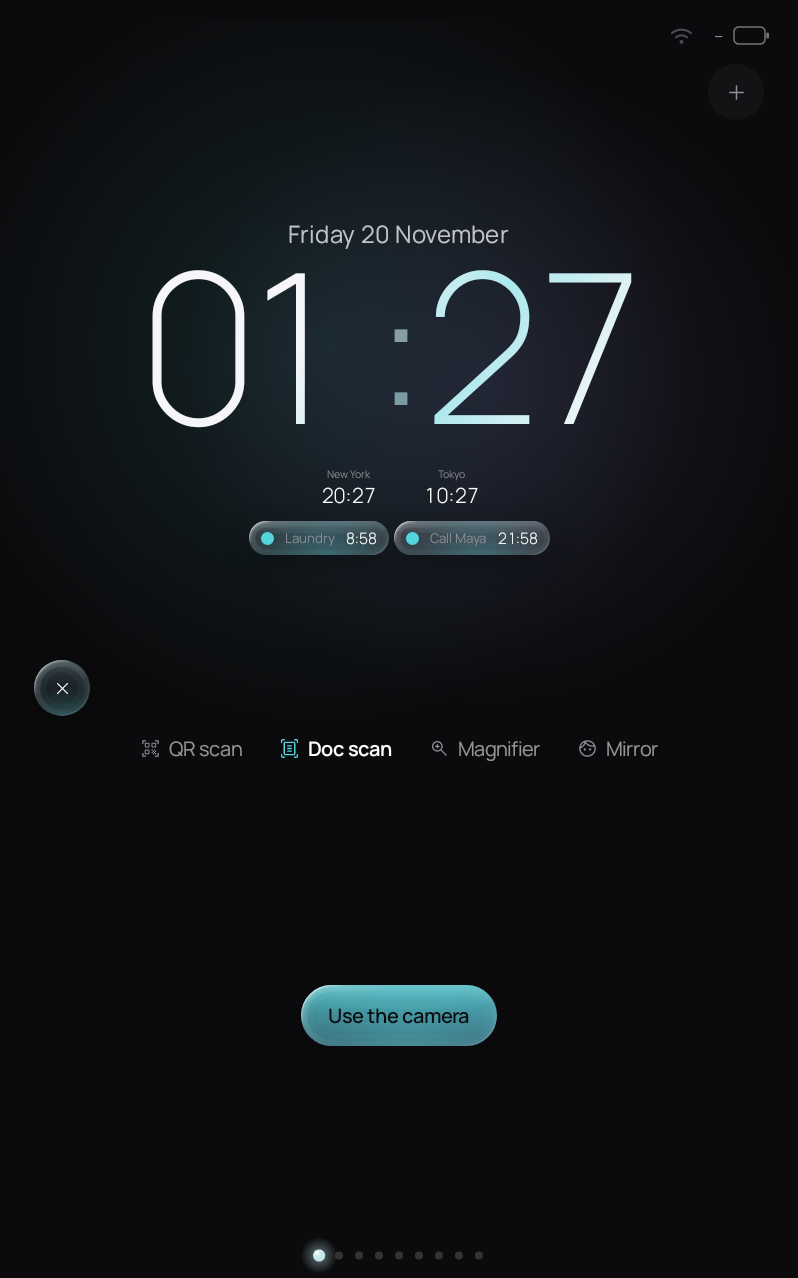 Friday 20 November
01:27
New York Tokyo
20:27 10:27
Laundry 8:58 Call Maya 21:58
QR scan Doc scan Magnifier Mirror
Use the camera